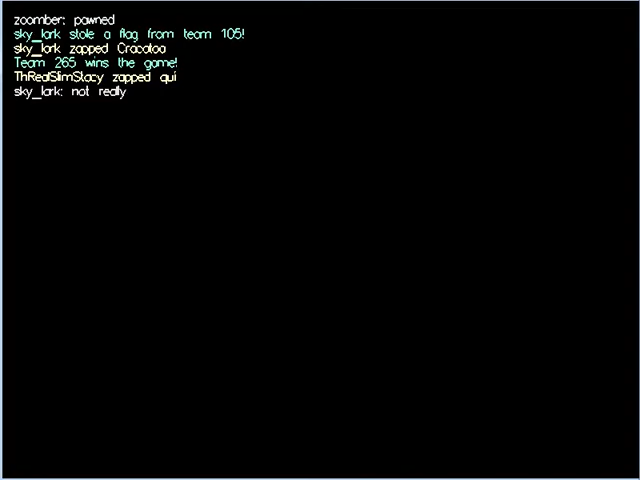 zoomber: pawned
sky_lark stole a flag from team 105!
sky_lark zapped Cracatoa
Team 265 wins the game!
ThRealSlimStacy zapped qui
sky_lark: not really